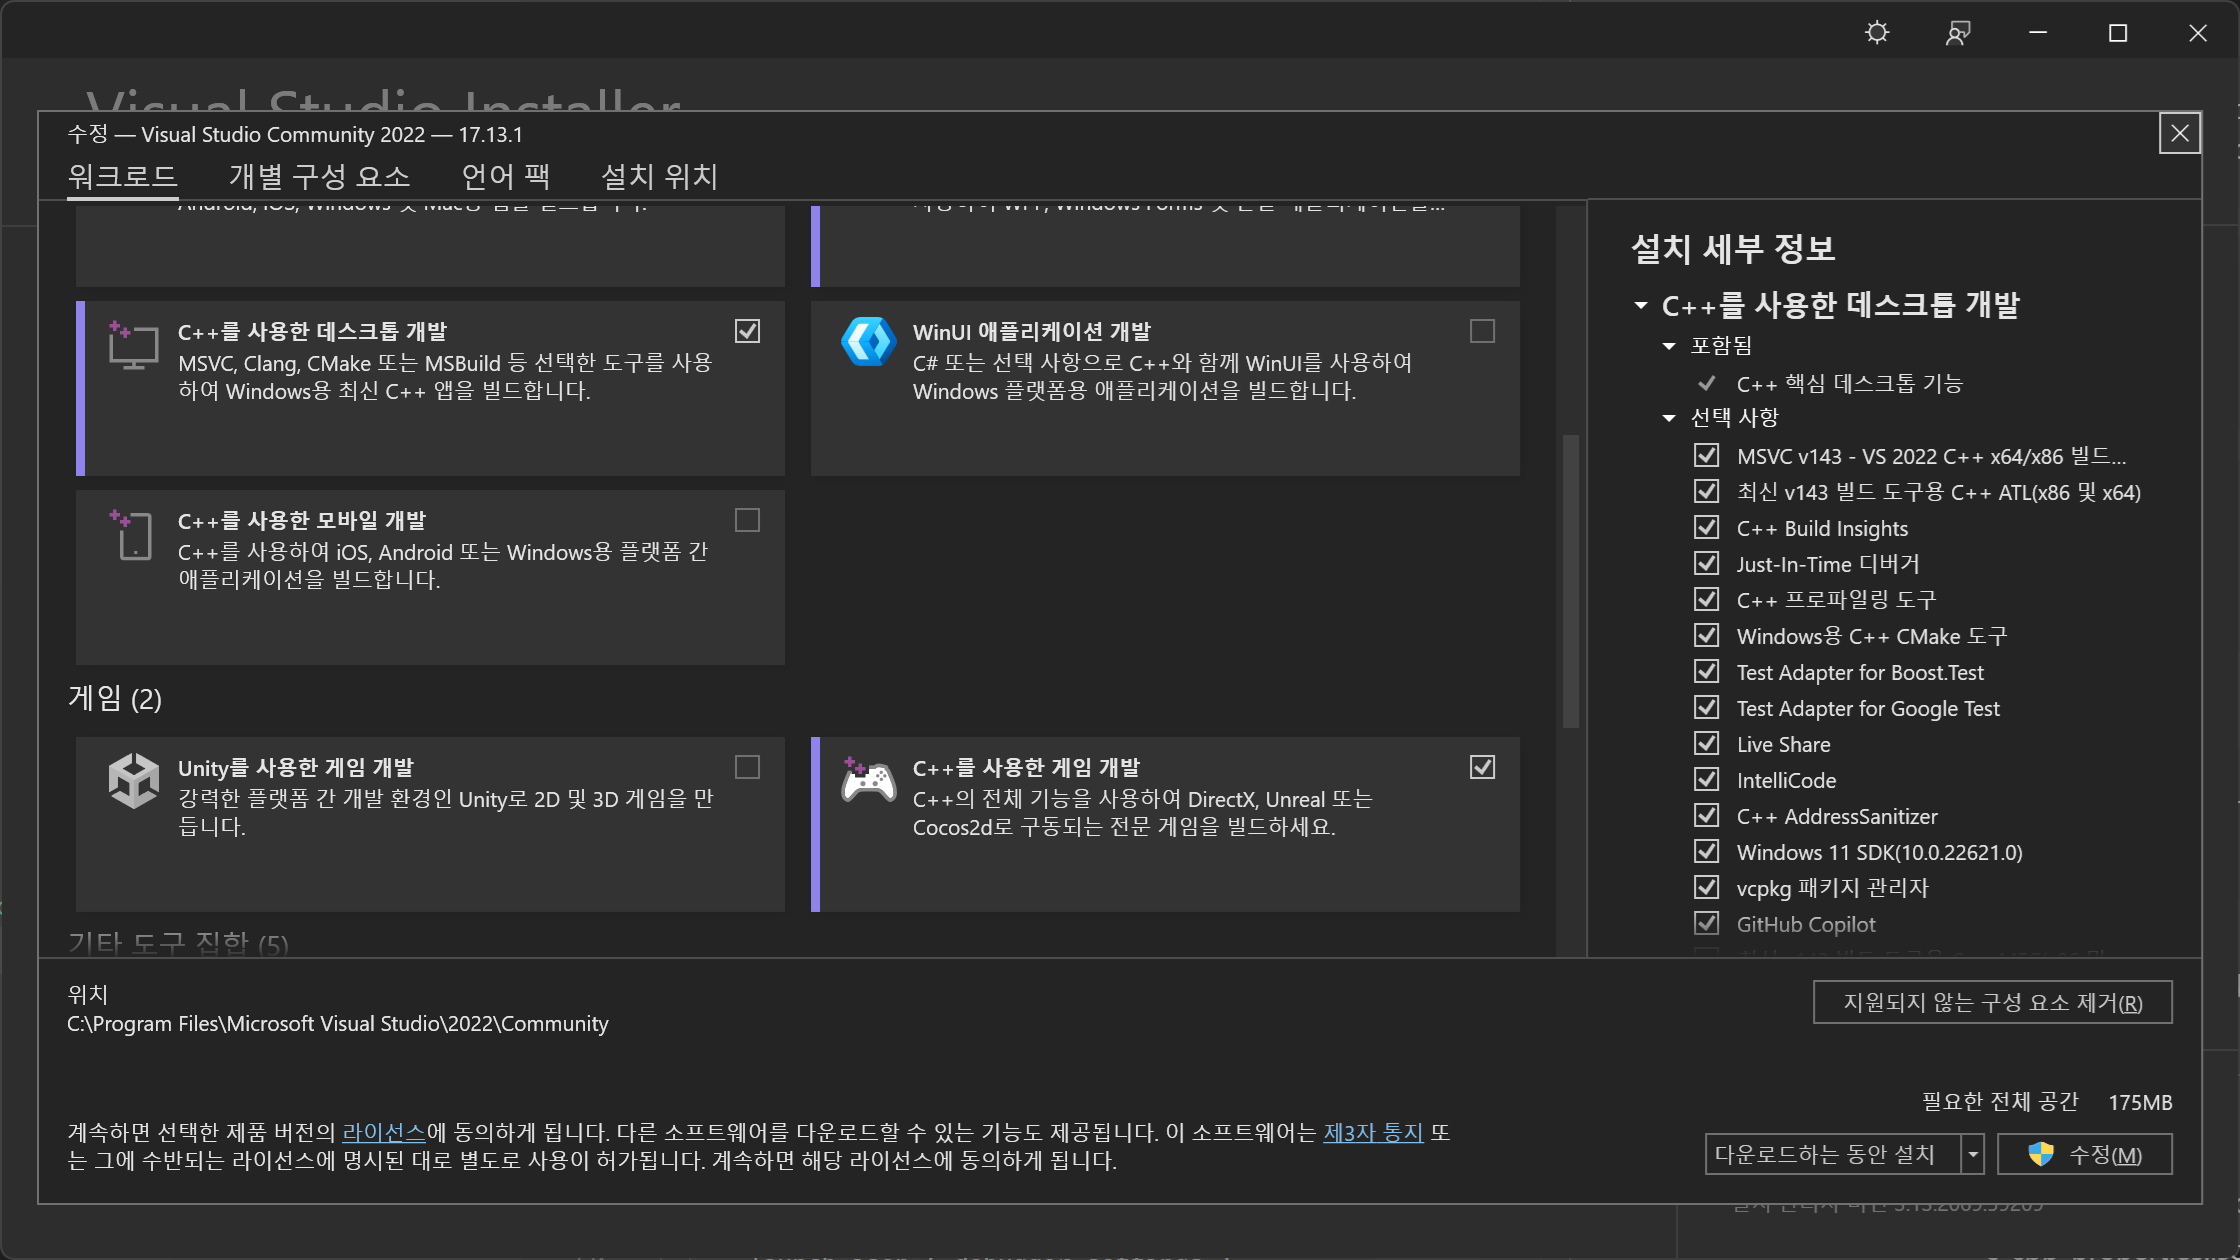 Visual Studio Installer
수정 — Visual Studio Community 2022 — 17.13.1
워크로드
개별 구성 요소
언어 팩
설치 위치
Android, iOS, Windows 및 Mac용 앱을 빌드합니다.
C++를 사용한 데스크톱 개발
MSVC, Clang, CMake 또는 MSBuild 등 선택한 도구를 사용
하여 Windows용 최신 C++ 앱을 빌드합니다.
WinUI 애플리케이션 개발
C# 또는 선택 사항으로 C++와 함께 WinUI를 사용하여
Windows 플랫폼용 애플리케이션을 빌드합니다.
C++를 사용한 모바일 개발
C++를 사용하여 iOS, Android 또는 Windows용 플랫폼 간
애플리케이션을 빌드합니다.
게임 (2)
Unity를 사용한 게임 개발
강력한 플랫폼 간 개발 환경인 Unity로 2D 및 3D 게임을 만
듭니다.
C++를 사용한 게임 개발
C++의 전체 기능을 사용하여 DirectX, Unreal 또는
Cocos2d로 구동되는 전문 게임을 빌드하세요.
기타 도구 집합 (5)
설치 세부 정보
C++를 사용한 데스크톱 개발
포함됨
C++ 핵심 데스크톱 기능
선택 사항
MSVC v143 - VS 2022 C++ x64/x86 빌드...
최신 v143 빌드 도구용 C++ ATL(x86 및 x64)
C++ Build Insights
Just-In-Time 디버거
C++ 프로파일링 도구
Windows용 C++ CMake 도구
Test Adapter for Boost.Test
Test Adapter for Google Test
Live Share
IntelliCode
C++ AddressSanitizer
Windows 11 SDK(10.0.22621.0)
vcpkg 패키지 관리자
GitHub Copilot
위치
C:\Program Files\Microsoft Visual Studio\2022\Community
지원되지 않는 구성 요소 제거(R)
필요한 전체 공간 175MB
계속하면 선택한 제품 버전의 라이선스에 동의하게 됩니다. 다른 소프트웨어를 다운로드할 수 있는 기능도 제공됩니다. 이 소프트웨어는 제3자 통지 또
는 그에 수반되는 라이선스에 명시된 대로 별도로 사용이 허가됩니다. 계속하면 해당 라이선스에 동의하게 됩니다.
다운로드하는 동안 설치
수정(M)